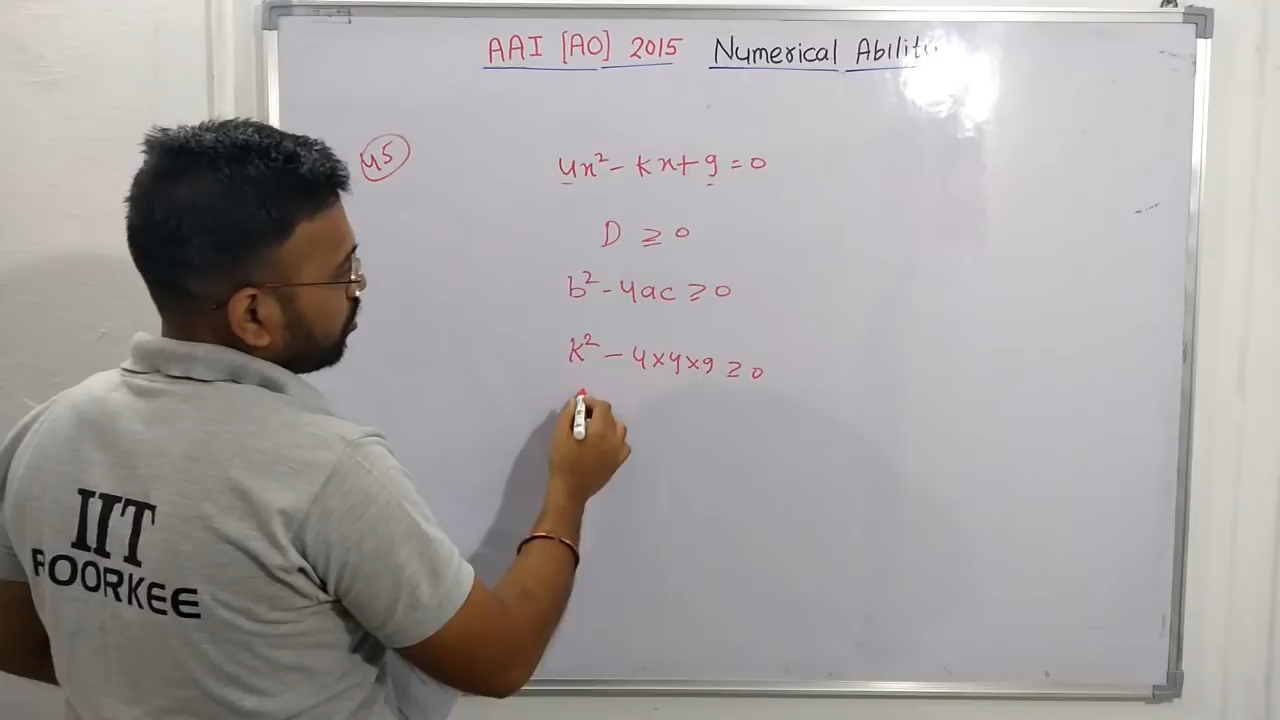 AAI [AO] 2015 Numerical Ability
45
4x² - kx + 9 = 0
D ≥ 0
b² - 4ac ≥ 0
k² - 4×4×9 ≥ 0
IIT
ROORKEE